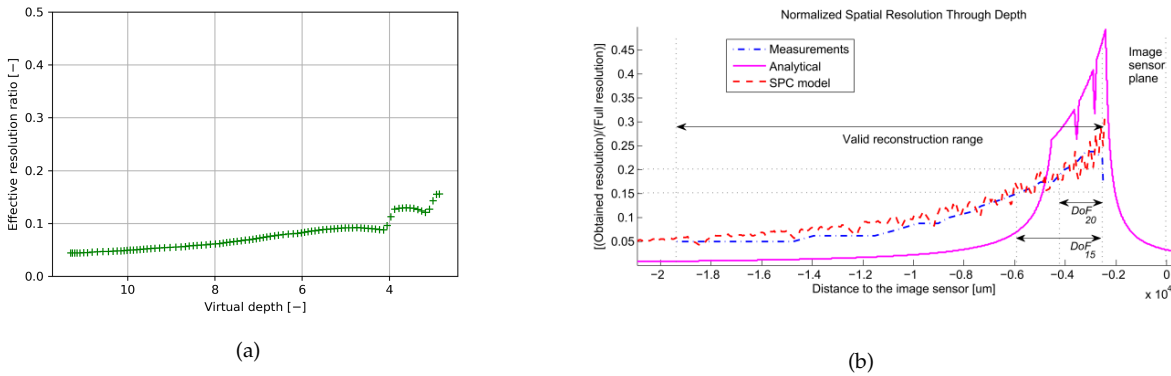 0.5
0.4
0.3
0.2
0.1
0.0
Effective resolution ratio [−]
10
8
6
4
Virtual depth [−]
(a)
Normalized Spatial Resolution Through Depth
Measurements
Analytical
SPC model
Image
sensor
plane
Valid reconstruction range
DoF
20
DoF
15
0.45
0.4
0.35
0.3
0.25
0.2
0.15
0.1
0.05
[(Obtained resolution)/(Full resolution)]
−2
−1.8
−1.6
−1.4
−1.2
−1
−0.8
−0.6
−0.4
−0.2
0
Distance to the image sensor [um]
x 10⁴
(b)